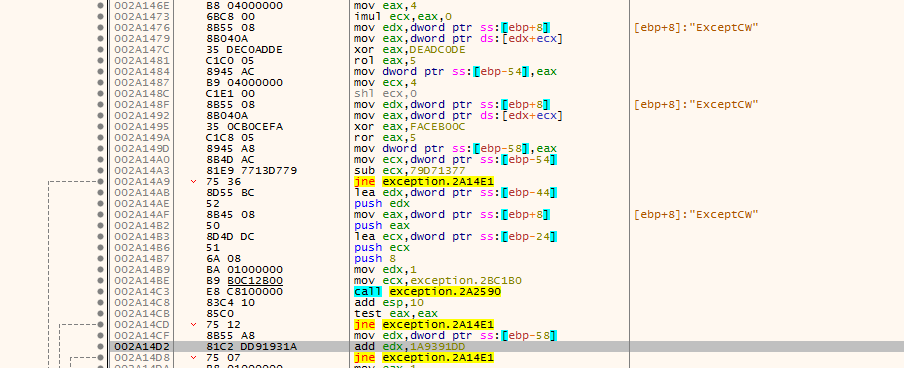 002A146E B8 04000000 mov eax,4
002A1473 6BC8 00 imul ecx,eax,0
002A1476 8B55 08 mov edx,dword ptr ss:[ebp+8] [ebp+8]:"ExceptCW"
002A1479 8B040A mov eax,dword ptr ds:[edx+ecx]
002A147C 35 DEC0ADDE xor eax,DEADC0DE
002A1481 C1C0 05 rol eax,5
002A1484 8945 AC mov dword ptr ss:[ebp-54],eax
002A1487 B9 04000000 mov ecx,4
002A148C C1E1 00 shl ecx,0
002A148F 8B55 08 mov edx,dword ptr ss:[ebp+8] [ebp+8]:"ExceptCW"
002A1492 8B040A mov eax,dword ptr ds:[edx+ecx]
002A1495 35 0CB0CEFA xor eax,FACEB00C
002A149A C1C8 05 ror eax,5
002A149D 8945 A8 mov dword ptr ss:[ebp-58],eax
002A14A0 8B4D AC mov ecx,dword ptr ss:[ebp-54]
002A14A3 81E9 7713D779 sub ecx,79D71377
002A14A9 75 36 jne exception.2A14E1
002A14AB 8D55 BC lea edx,dword ptr ss:[ebp-44]
002A14AE 52 push edx
002A14AF 8B45 08 mov eax,dword ptr ss:[ebp+8] [ebp+8]:"ExceptCW"
002A14B2 50 push eax
002A14B3 8D4D DC lea ecx,dword ptr ss:[ebp-24]
002A14B6 51 push ecx
002A14B7 6A 08 push 8
002A14B9 BA 01000000 mov edx,1
002A14BE B9 B0C12B00 mov ecx,exception.2BC1B0
002A14C3 E8 C8100000 call exception.2A2590
002A14C8 83C4 10 add esp,10
002A14CB 85C0 test eax,eax
002A14CD 75 12 jne exception.2A14E1
002A14CF 8B55 A8 mov edx,dword ptr ss:[ebp-58]
002A14D2 81C2 DD91931A add edx,1A9391DD
002A14D8 75 07 jne exception.2A14E1